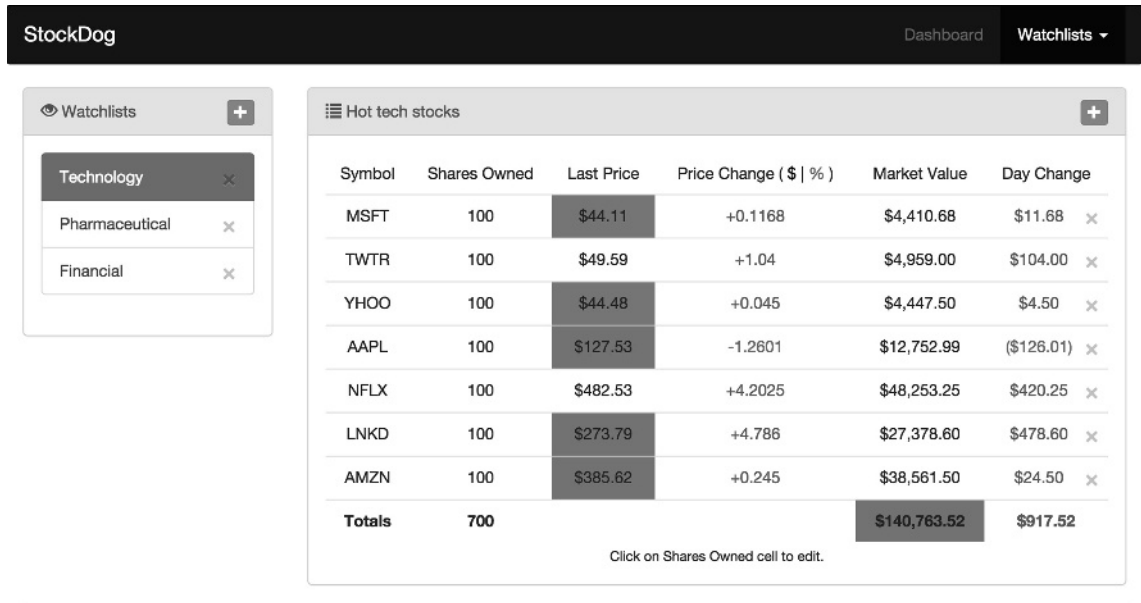 StockDog Dashboard Watchlists
Watchlists
Technology
Pharmaceutical
Financial
Hot tech stocks
Symbol Shares Owned Last Price Price Change ( $ | % ) Market Value Day Change
MSFT 100 $44.11 +0.1168 $4,410.68 $11.68
TWTR 100 $49.59 +1.04 $4,959.00 $104.00
YHOO 100 $44.48 +0.045 $4,447.50 $4.50
AAPL 100 $127.53 -1.2601 $12,752.99 ($126.01)
NFLX 100 $482.53 +4.2025 $48,253.25 $420.25
LNKD 100 $273.79 +4.786 $27,378.60 $478.60
AMZN 100 $385.62 +0.245 $38,561.50 $24.50
Totals 700 $140,763.52 $917.52
Click on Shares Owned cell to edit.